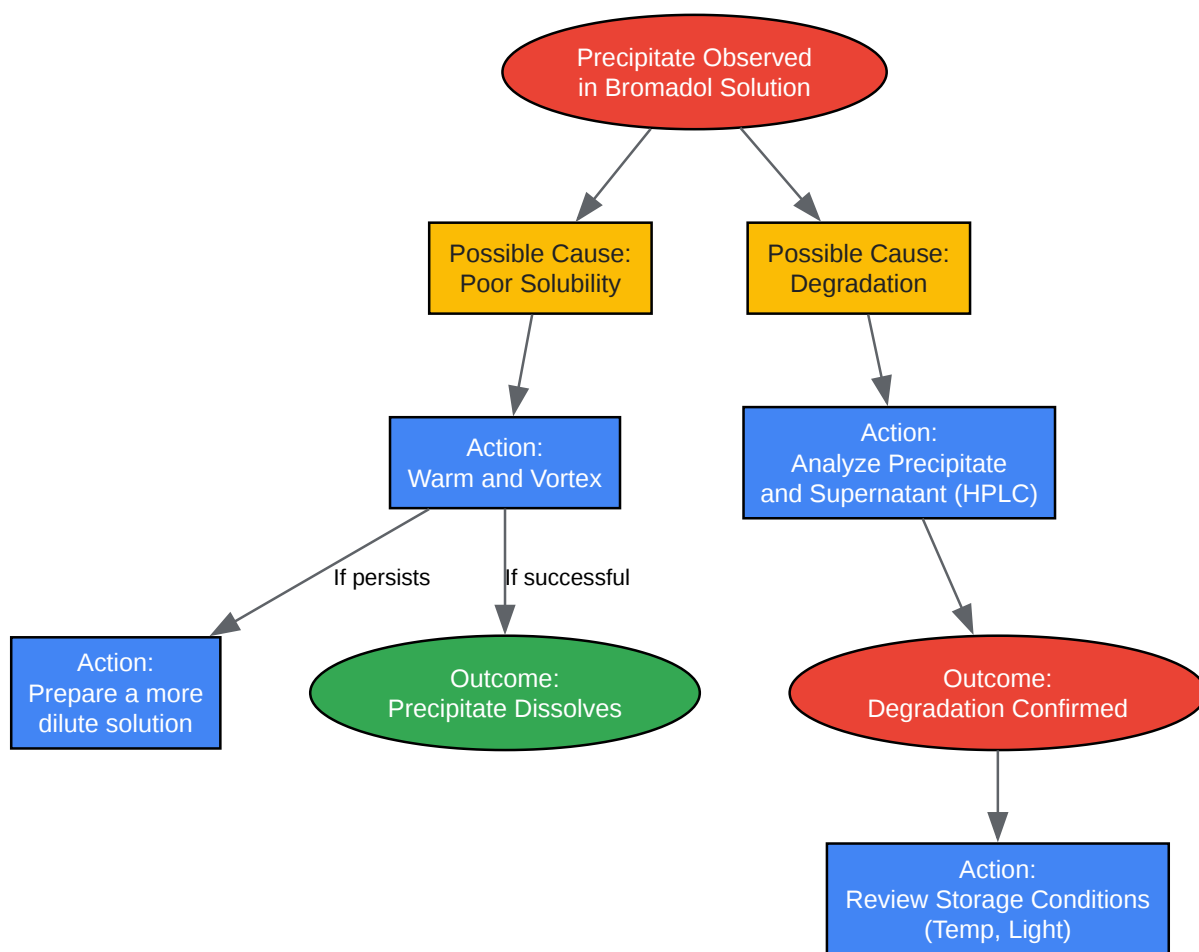 Precipitate Observed
in Bromadol Solution
Possible Cause:
Poor Solubility
Possible Cause:
Degradation
Action:
Warm and Vortex
Action:
Analyze Precipitate
and Supernatant (HPLC)
If persists
If successful
Action:
Prepare a more
dilute solution
Outcome:
Precipitate Dissolves
Outcome:
Degradation Confirmed
Action:
Review Storage Conditions
(Temp, Light)